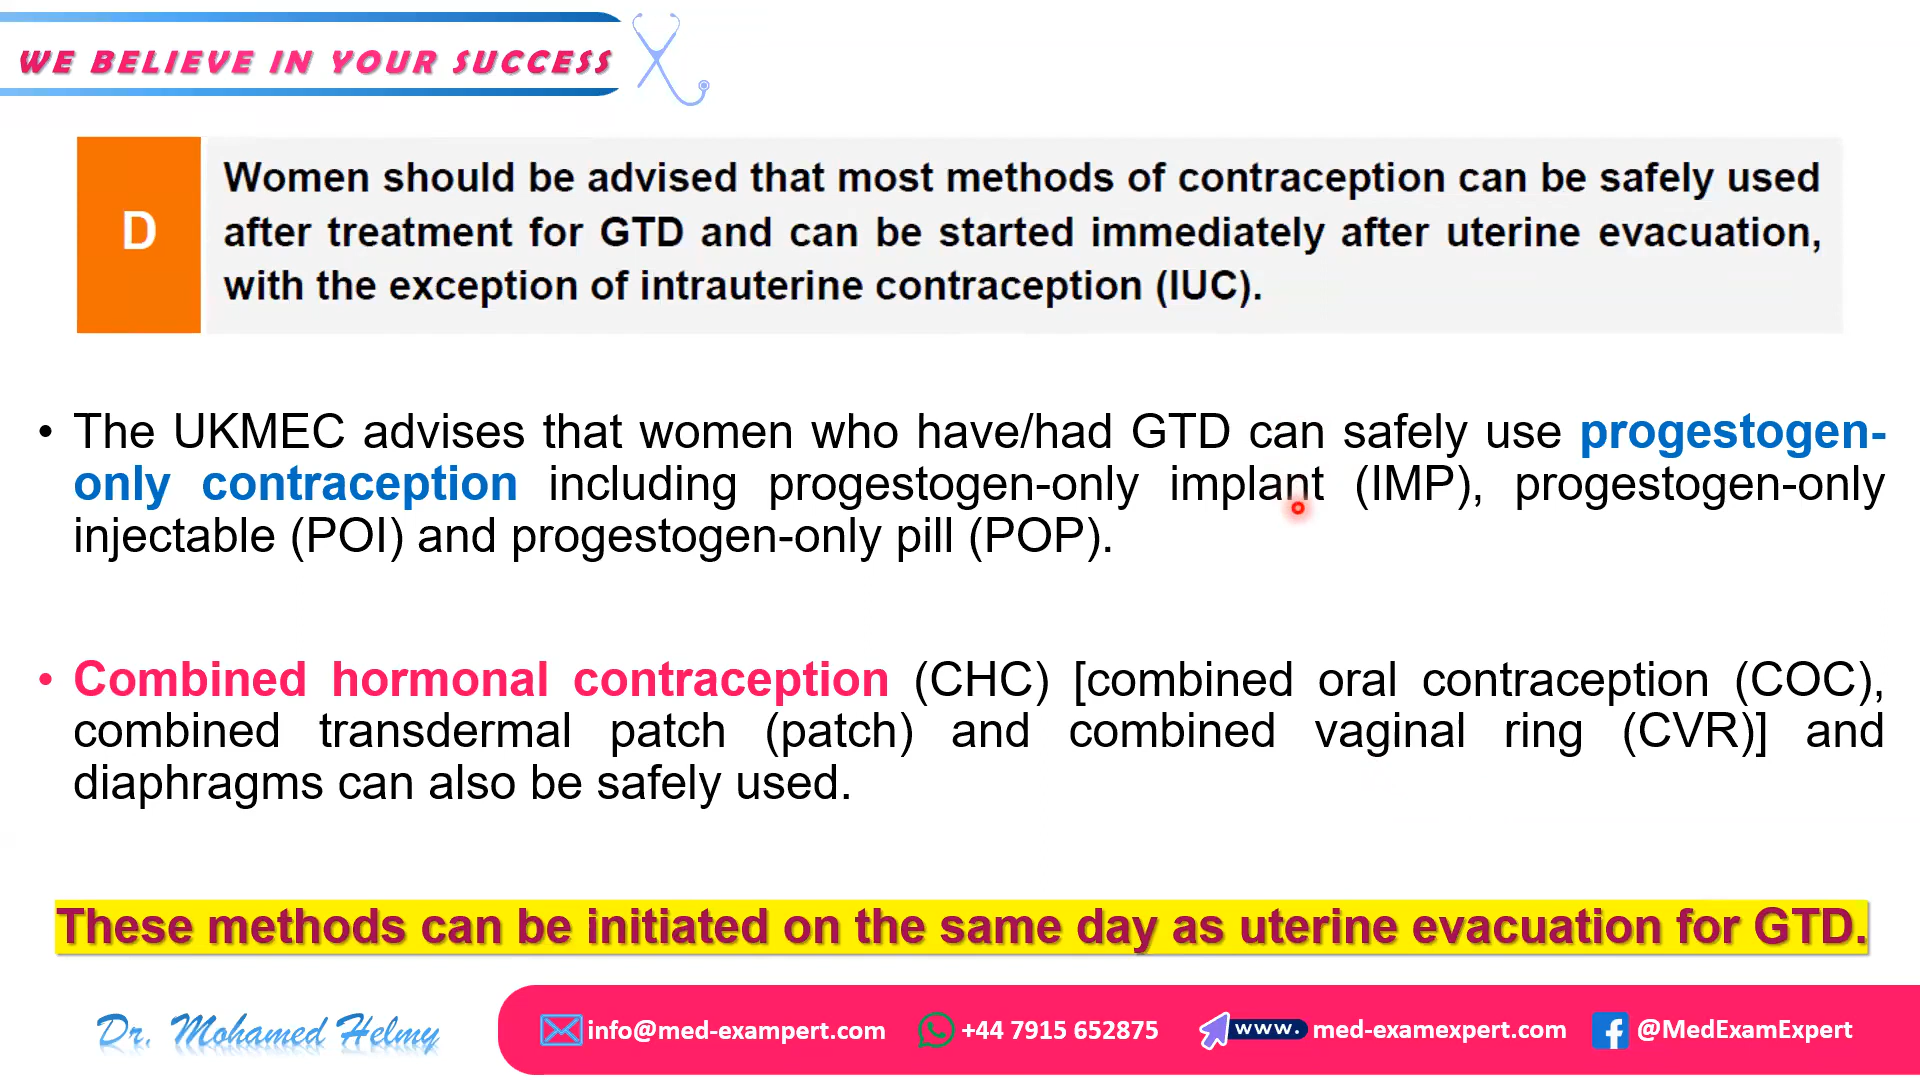 WE BELIEVE IN YOUR SUCCESS
D
Women should be advised that most methods of contraception can be safely used
after treatment for GTD and can be started immediately after uterine evacuation,
with the exception of intrauterine contraception (IUC).
• The UKMEC advises that women who have/had GTD can safely use progestogen-
only contraception including progestogen-only implant (IMP), progestogen-only
injectable (POI) and progestogen-only pill (POP).
• Combined hormonal contraception (CHC) [combined oral contraception (COC),
combined transdermal patch (patch) and combined vaginal ring (CVR)] and
diaphragms can also be safely used.
These methods can be initiated on the same day as uterine evacuation for GTD.
Dr. Mohamed Helmy
info@med-exampert.com +44 7915 652875 www. med-examexpert.com @MedExamExpert